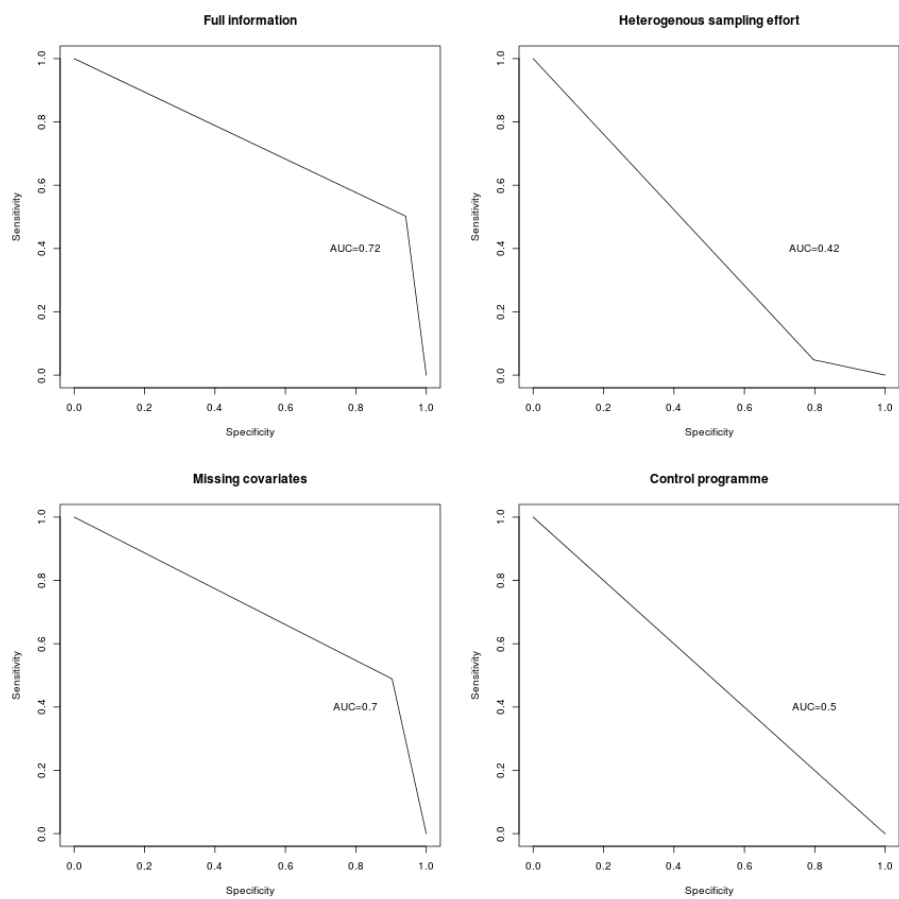 Full information
1.0
0.8
0.6
0.4
0.2
0.0
Sensitivity
AUC=0.72
0.0 0.2 0.4 0.6 0.8 1.0
Specificity
Heterogenous sampling effort
1.0
0.8
0.6
0.4
0.2
0.0
Sensitivity
AUC=0.42
0.0 0.2 0.4 0.6 0.8 1.0
Specificity
Missing covariates
1.0
0.8
0.6
0.4
0.2
0.0
Sensitivity
AUC=0.7
0.0 0.2 0.4 0.6 0.8 1.0
Specificity
Control programme
1.0
0.8
0.6
0.4
0.2
0.0
Sensitivity
AUC=0.5
0.0 0.2 0.4 0.6 0.8 1.0
Specificity